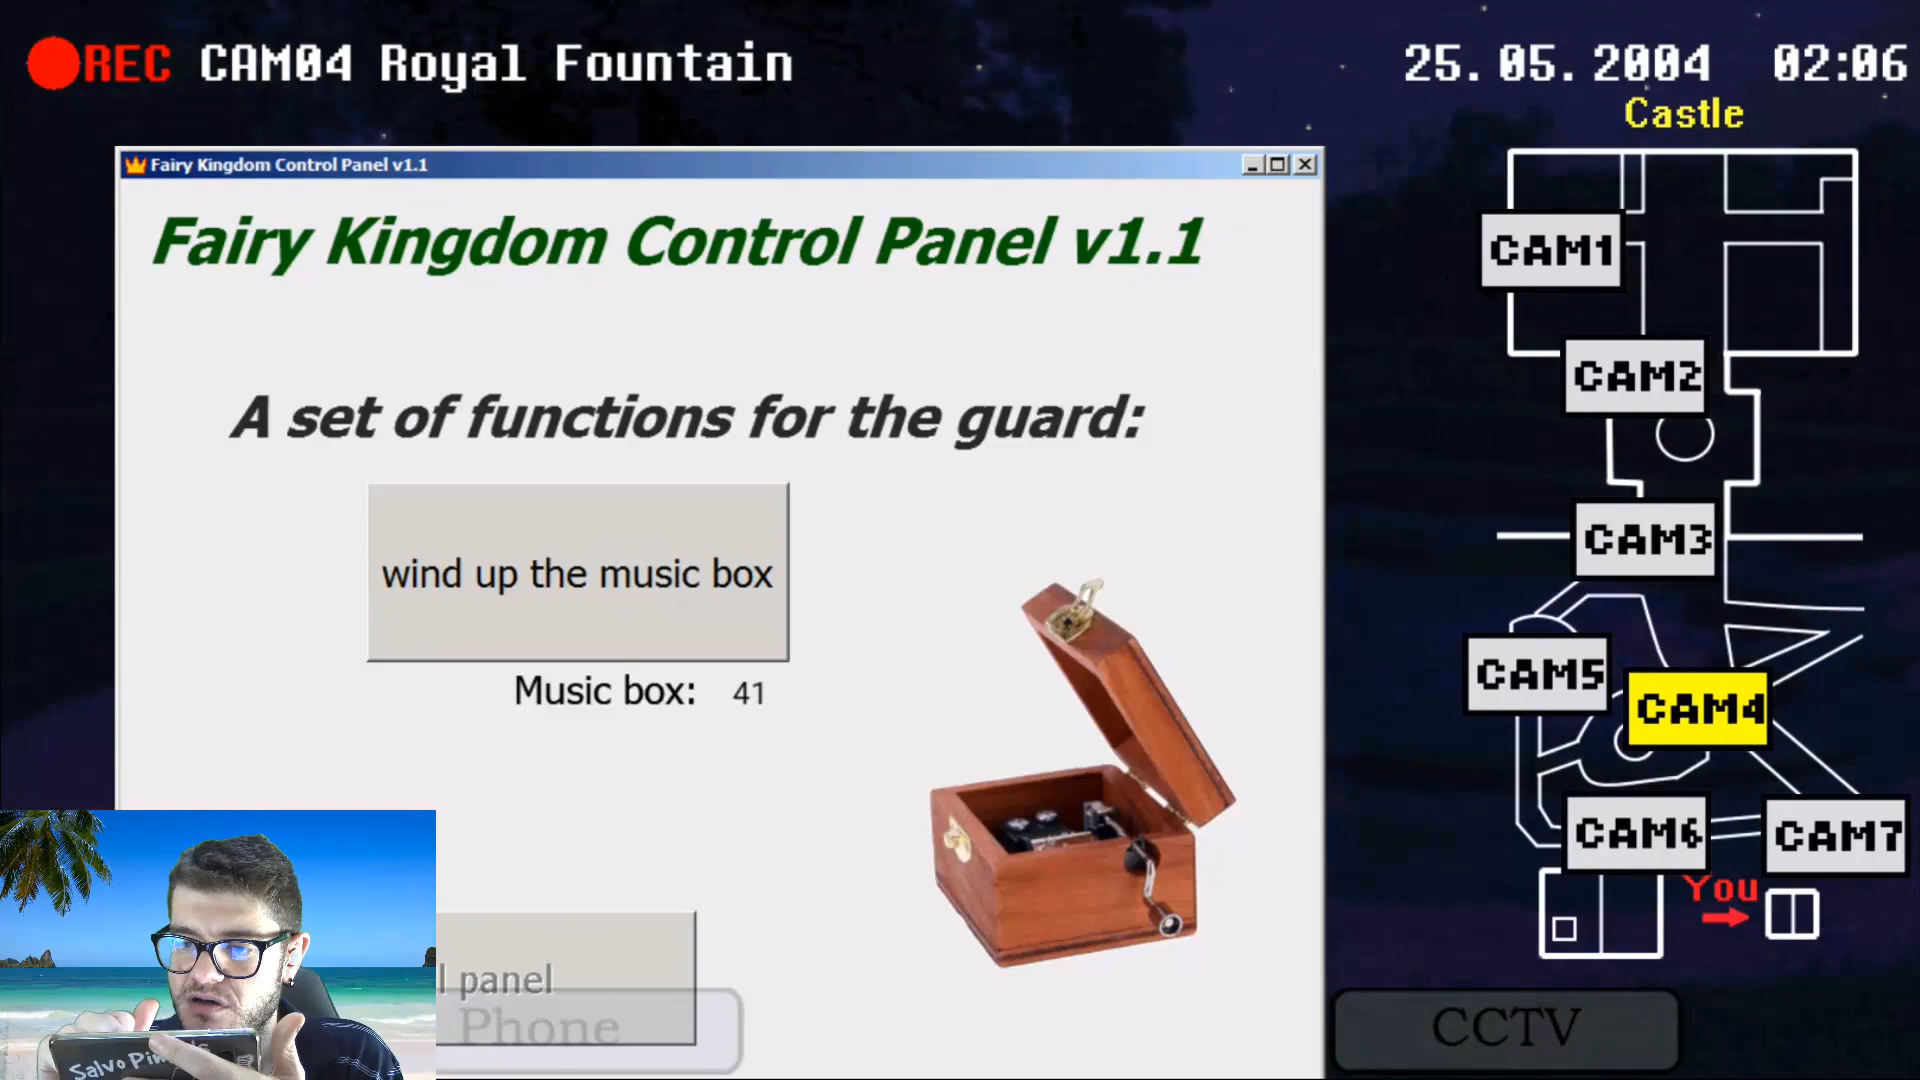 REC CAM04 Royal Fountain
25.05.2004 02:06
Castle
Fairy Kingdom Control Panel v1.1
Fairy Kingdom Control Panel v1.1
A set of functions for the guard:
wind up the music box
Music box: 41
CAM1
CAM2
CAM3
CAM5
CAM4
CAM6
CAM7
You
l panel
Phone
CCTV
Salvo